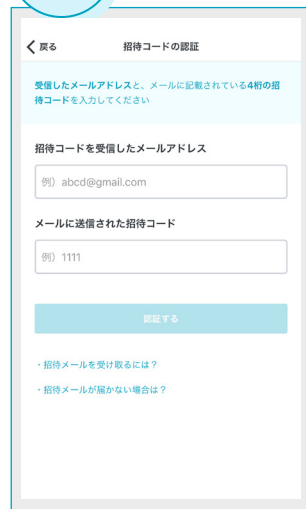 戻る 招待コードの認証
受信したメールアドレスと、メールに記載されている4桁の招
待コードを入力してください
招待コードを受信したメールアドレス
例）abcd@gmail.com
メールに送信された招待コード
例）1111
認証する
・招待メールを受け取るには？
・招待メールが届かない場合は？